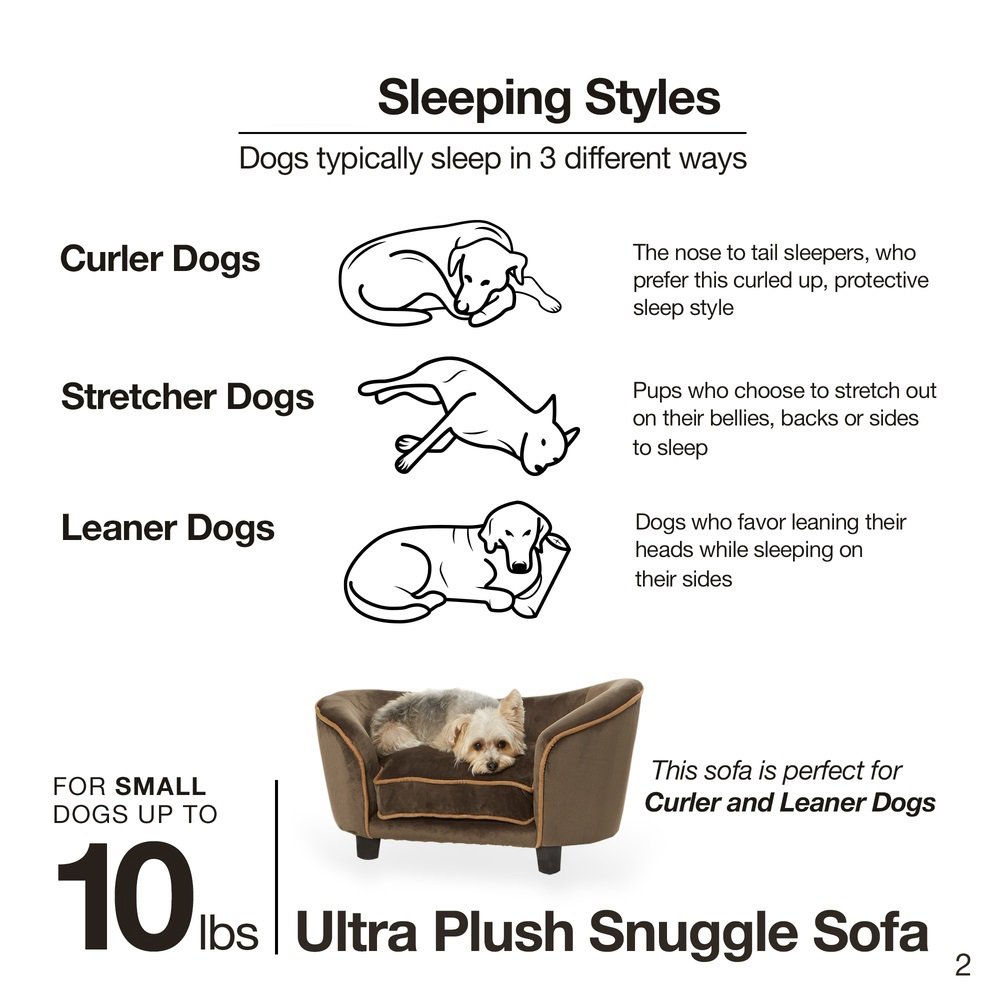 Sleeping Styles
Dogs typically sleep in 3 different ways
Curler Dogs
The nose to tail sleepers, who
prefer this curled up, protective
sleep style
Stretcher Dogs
Pups who choose to stretch out
on their bellies, backs or sides
to sleep
Leaner Dogs
Dogs who favor leaning their
heads while sleeping on
their sides
This sofa is perfect for
Curler and Leaner Dogs
FOR SMALL
DOGS UP TO
10 lbs
Ultra Plush Snuggle Sofa
2